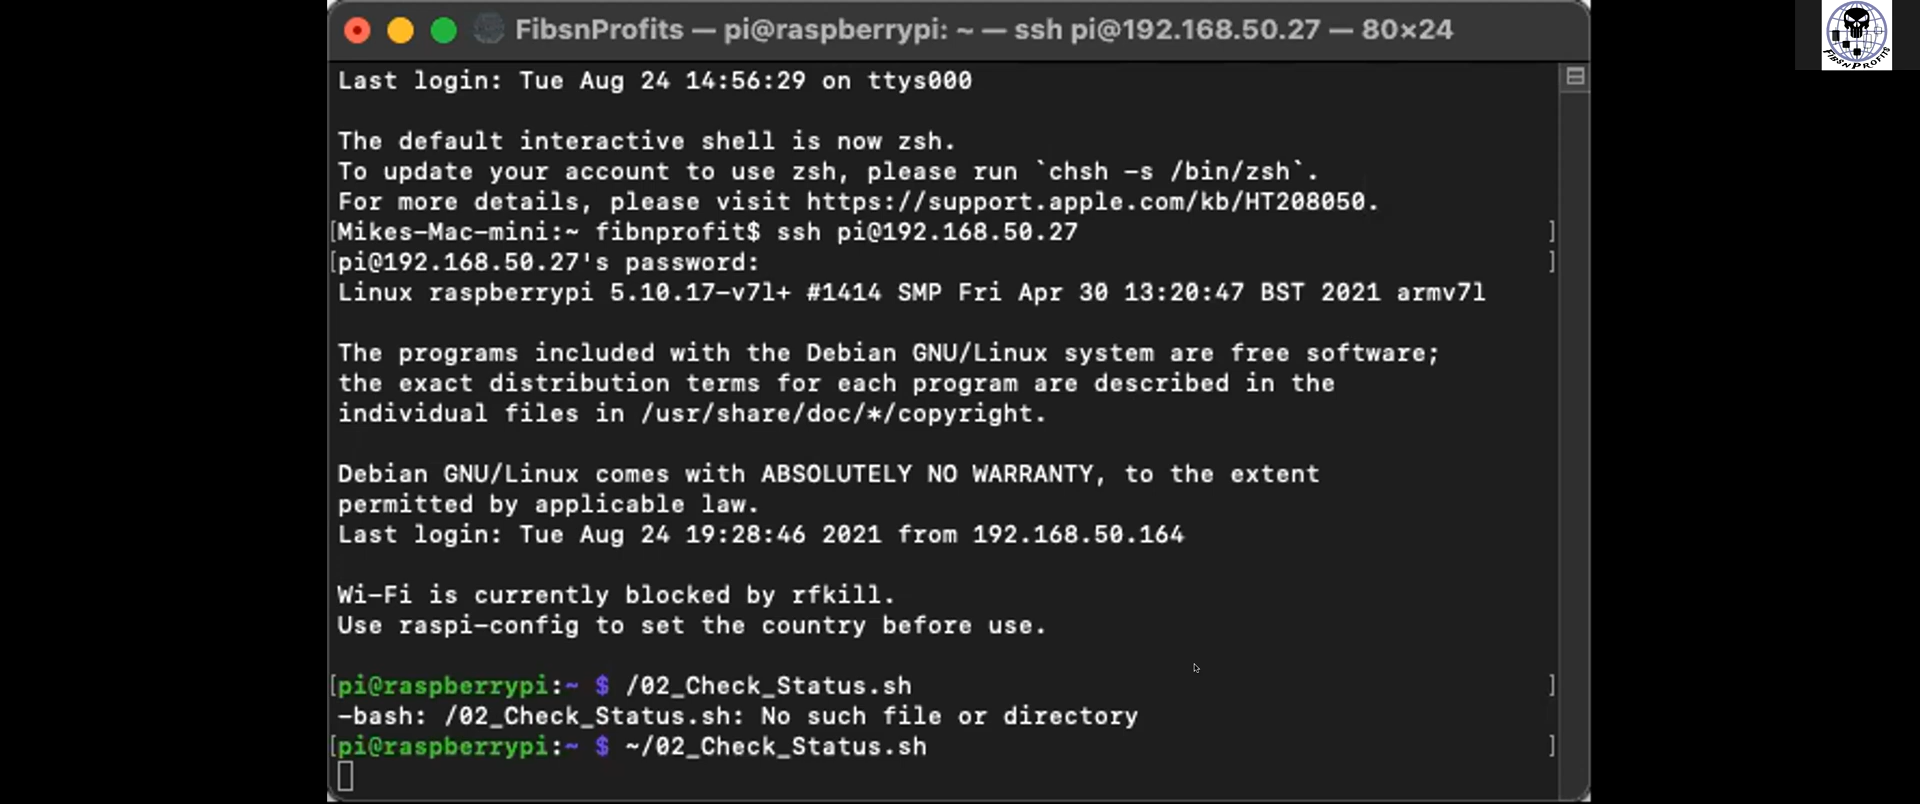 FibsnProfits — pi@raspberrypi: ~ — ssh pi@192.168.50.27 — 80×24
FIBSNPROFITS
Last login: Tue Aug 24 14:56:29 on ttys000
The default interactive shell is now zsh.
To update your account to use zsh, please run `chsh -s /bin/zsh`.
For more details, please visit https://support.apple.com/kb/HT208050.
[Mikes-Mac-mini:~ fibnprofit$ ssh pi@192.168.50.27 ]
[pi@192.168.50.27's password: ]
Linux raspberrypi 5.10.17-v7l+ #1414 SMP Fri Apr 30 13:20:47 BST 2021 armv7l
The programs included with the Debian GNU/Linux system are free software;
the exact distribution terms for each program are described in the
individual files in /usr/share/doc/*/copyright.
Debian GNU/Linux comes with ABSOLUTELY NO WARRANTY, to the extent
permitted by applicable law.
Last login: Tue Aug 24 19:28:46 2021 from 192.168.50.164
Wi-Fi is currently blocked by rfkill.
Use raspi-config to set the country before use.
[pi@raspberrypi:~ $ /02_Check_Status.sh ]
-bash: /02_Check_Status.sh: No such file or directory
[pi@raspberrypi:~ $ ~/02_Check_Status.sh ]